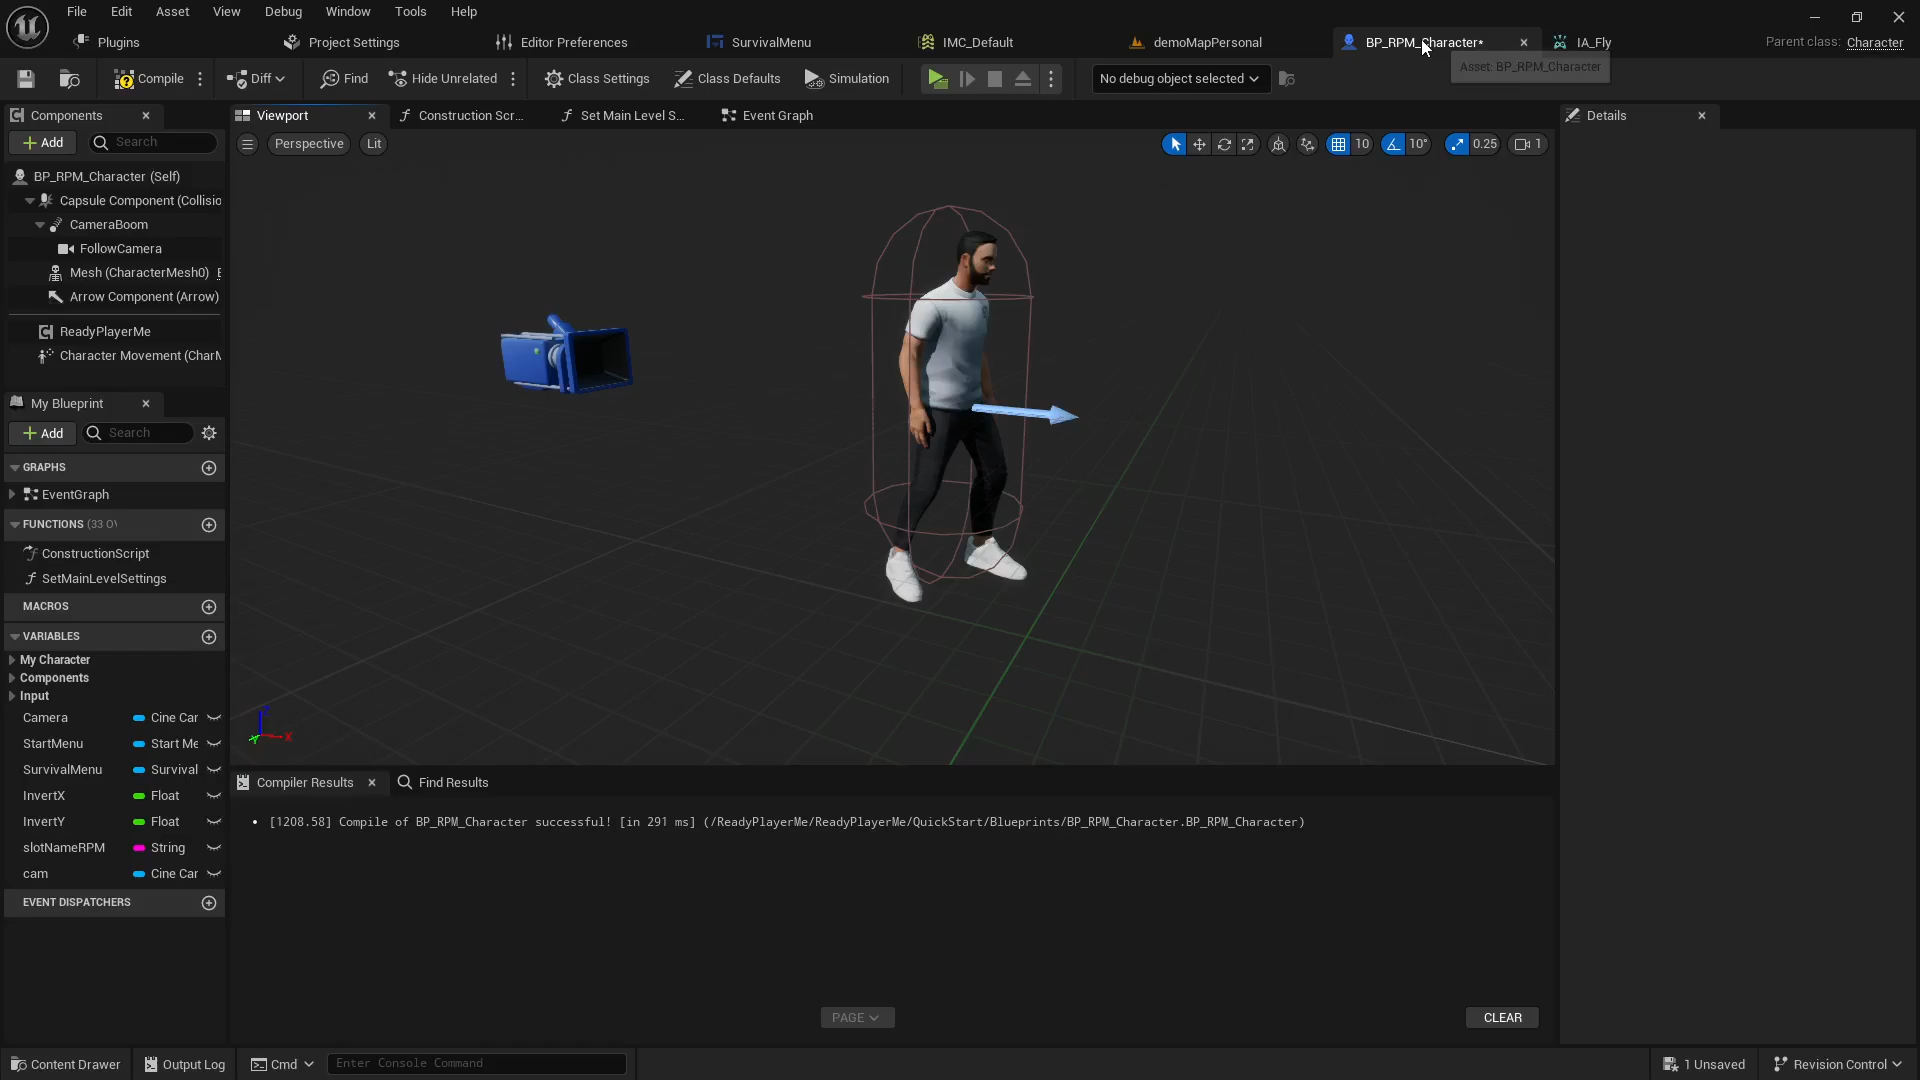 File Edit Asset View Debug Window Tools Help
Plugins Project Settings Editor Preferences SurvivalMenu IMC_Default demoMapPersonal BP_RPM_Character* IA_Fly Parent class: Character
Asset: BP_RPM_Character
Compile Diff Find Hide Unrelated Class Settings Class Defaults Simulation No debug object selected
Components Viewport Construction Scr... Set Main Level S... Event Graph Details
Add Search Perspective Lit 10 10° 0.25 1
BP_RPM_Character (Self)
Capsule Component (Collisio
CameraBoom
FollowCamera
Mesh (CharacterMesh0)
Arrow Component (Arrow)
ReadyPlayerMe
Character Movement (CharM
My Blueprint
Add Search
GRAPHS
EventGraph
FUNCTIONS (33 OV
ConstructionScript
SetMainLevelSettings
MACROS
VARIABLES
My Character
Components
Input
Camera Cine Car
StartMenu Start Me
SurvivalMenu Survival
InvertX Float
InvertY Float
slotNameRPM String
cam Cine Car
EVENT DISPATCHERS
X
Compiler Results Find Results
[1208.58] Compile of BP_RPM_Character successful! [in 291 ms] (/ReadyPlayerMe/ReadyPlayerMe/QuickStart/Blueprints/BP_RPM_Character.BP_RPM_Character)
PAGE CLEAR
Content Drawer Output Log Cmd Enter Console Command 1 Unsaved Revision Control